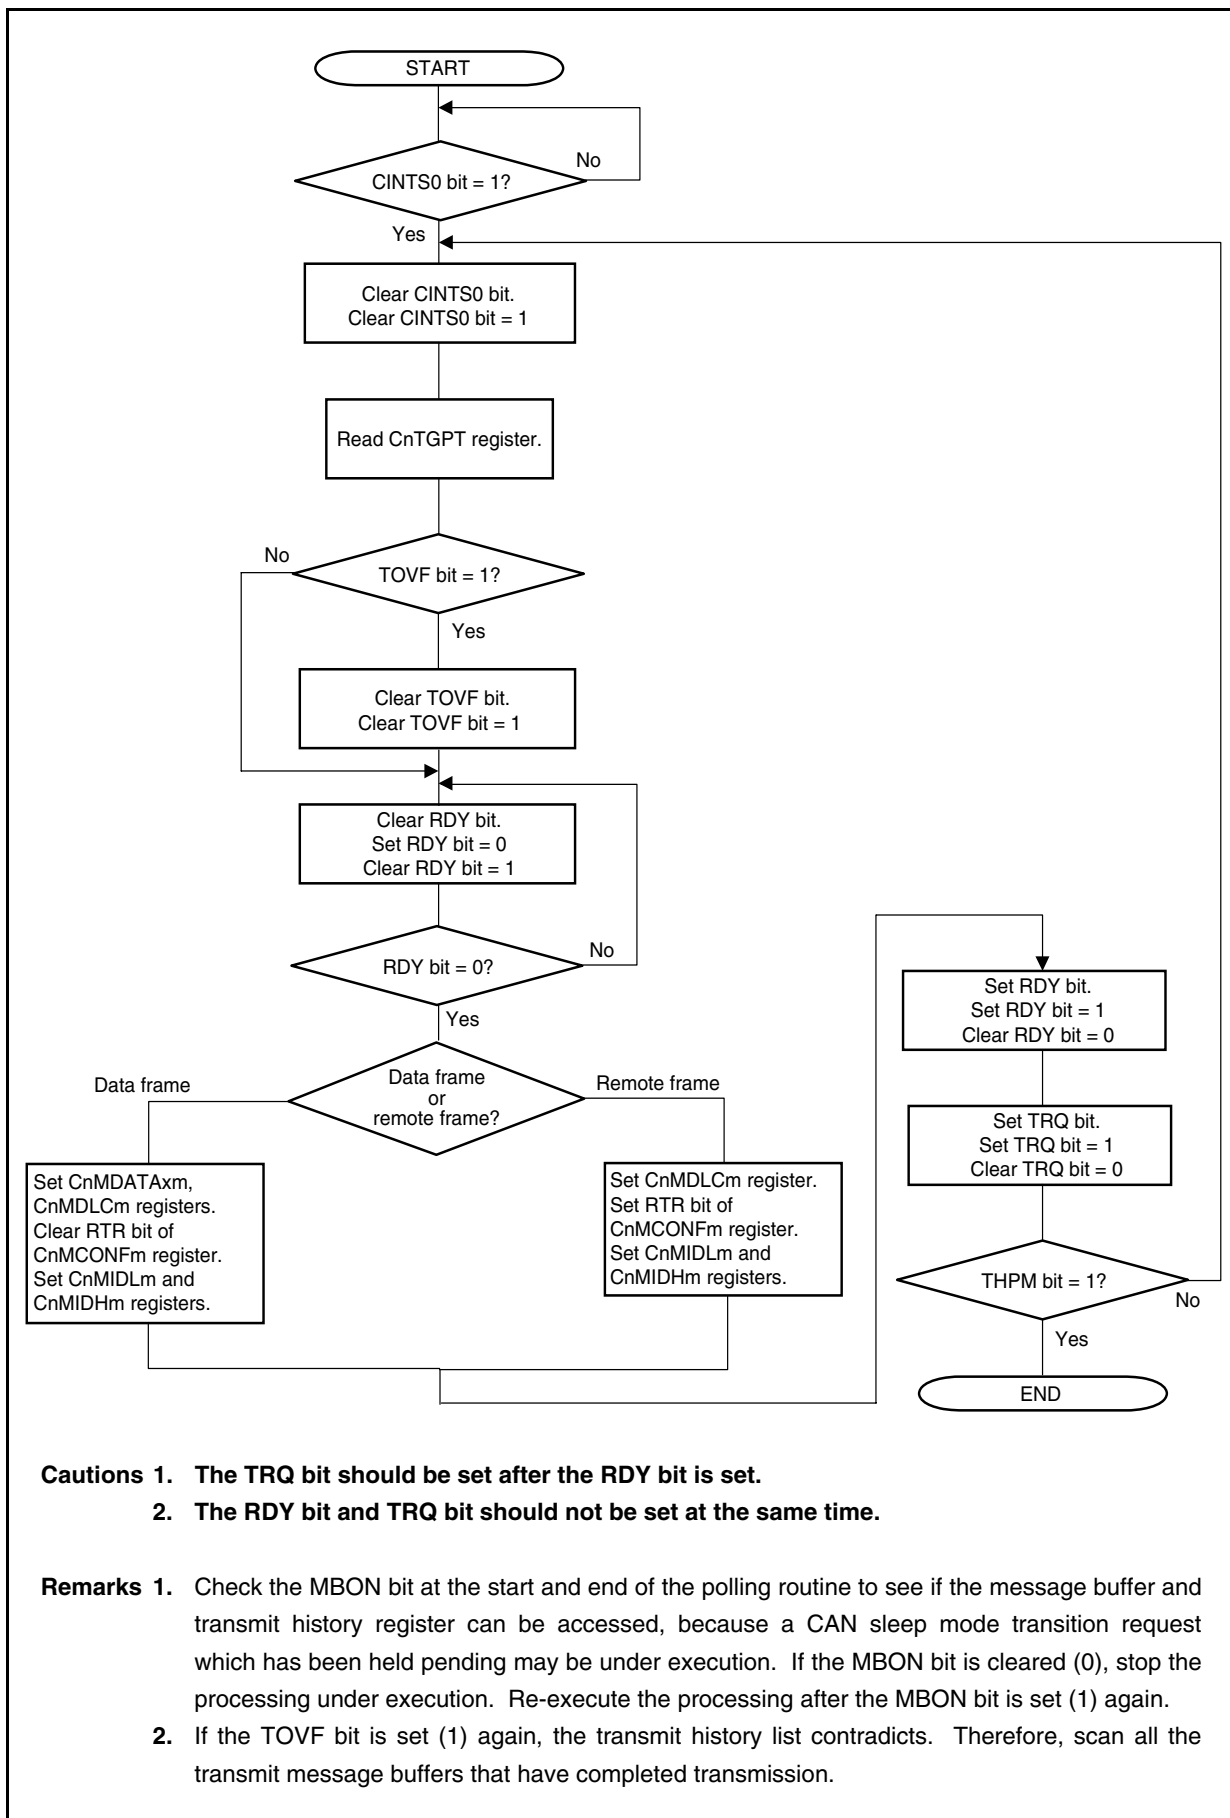 START
No
CINTS0 bit = 1?
Yes
Clear CINTS0 bit.
Clear CINTS0 bit = 1
Read CnTGPT register.
No
TOVF bit = 1?
Yes
Clear TOVF bit.
Clear TOVF bit = 1
Clear RDY bit.
Set RDY bit = 0
Clear RDY bit = 1
No
RDY bit = 0?
Yes
Data frame
Data frame
or
remote frame?
Remote frame
Set CnMDATAxm,
CnMDLCm registers.
Clear RTR bit of
CnMCONFm register.
Set CnMIDLm and
CnMIDHm registers.
Set CnMDLCm register.
Set RTR bit of
CnMCONFm register.
Set CnMIDLm and
CnMIDHm registers.
Set RDY bit.
Set RDY bit = 1
Clear RDY bit = 0
Set TRQ bit.
Set TRQ bit = 1
Clear TRQ bit = 0
THPM bit = 1?
No
Yes
END
Cautions 1. The TRQ bit should be set after the RDY bit is set.
2. The RDY bit and TRQ bit should not be set at the same time.
Remarks 1. Check the MBON bit at the start and end of the polling routine to see if the message buffer and
transmit history register can be accessed, because a CAN sleep mode transition request
which has been held pending may be under execution. If the MBON bit is cleared (0), stop the
processing under execution. Re-execute the processing after the MBON bit is set (1) again.
2. If the TOVF bit is set (1) again, the transmit history list contradicts. Therefore, scan all the
transmit message buffers that have completed transmission.